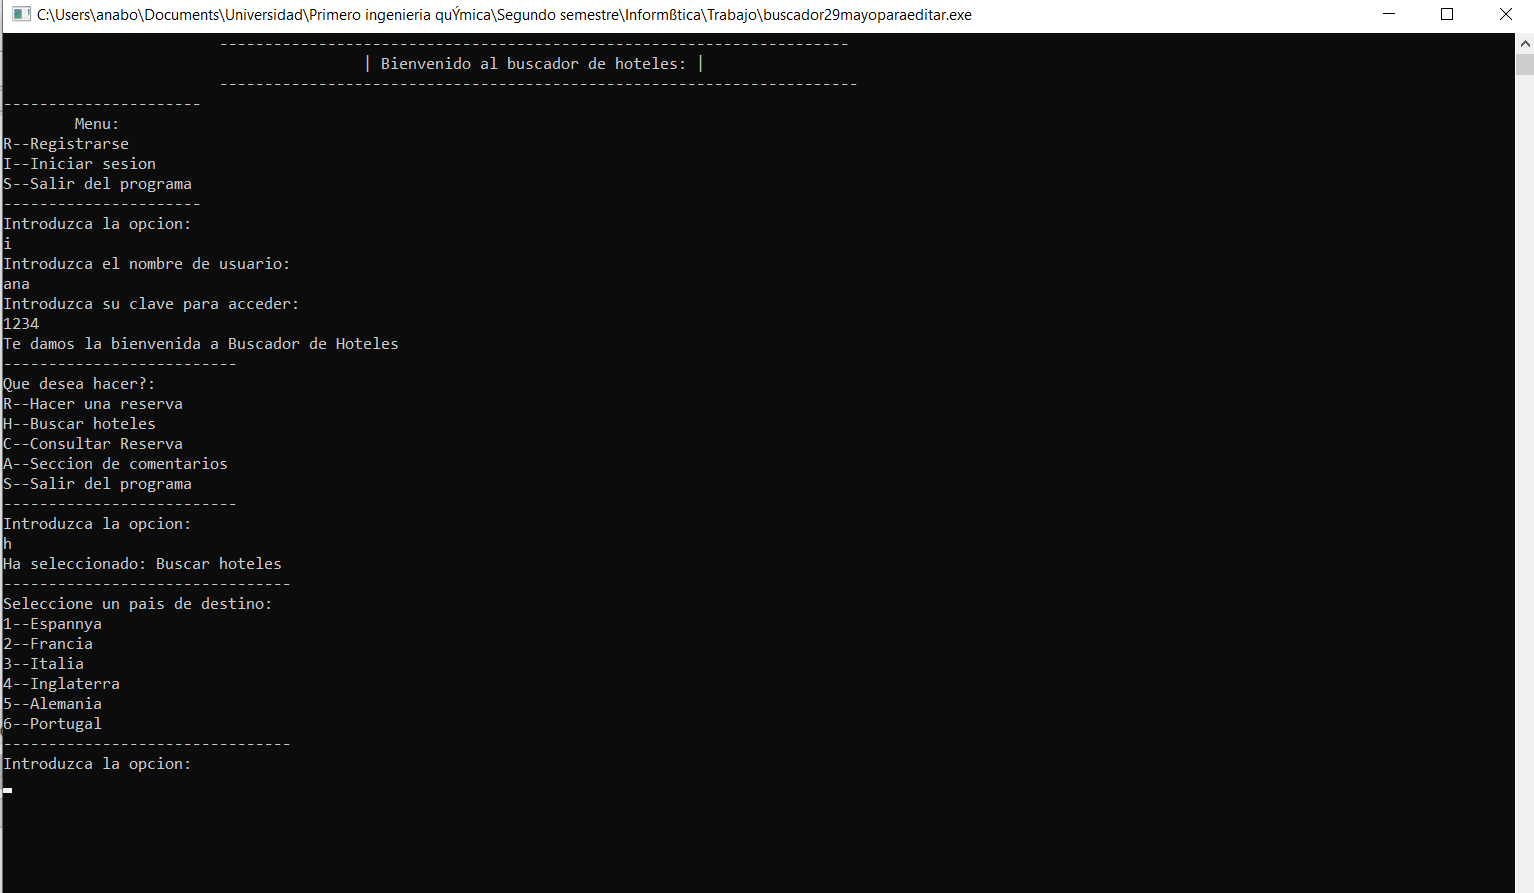 C:\Users\anabo\Documents\Universidad\Primero ingenieria quÝmica\Segundo semestre\Informßtica\Trabajo\buscador29mayoparaeditar.exe
----------------------------------------------------------------------
| Bienvenido al buscador de hoteles: |
-----------------------------------------------------------------------
----------------------
Menu:
R--Registrarse
I--Iniciar sesion
S--Salir del programa
----------------------
Introduzca la opcion:
i
Introduzca el nombre de usuario:
ana
Introduzca su clave para acceder:
1234
Te damos la bienvenida a Buscador de Hoteles
--------------------------
Que desea hacer?:
R--Hacer una reserva
H--Buscar hoteles
C--Consultar Reserva
A--Seccion de comentarios
S--Salir del programa
--------------------------
Introduzca la opcion:
h
Ha seleccionado: Buscar hoteles
--------------------------------
Seleccione un pais de destino:
1--Espannya
2--Francia
3--Italia
4--Inglaterra
5--Alemania
6--Portugal
--------------------------------
Introduzca la opcion: